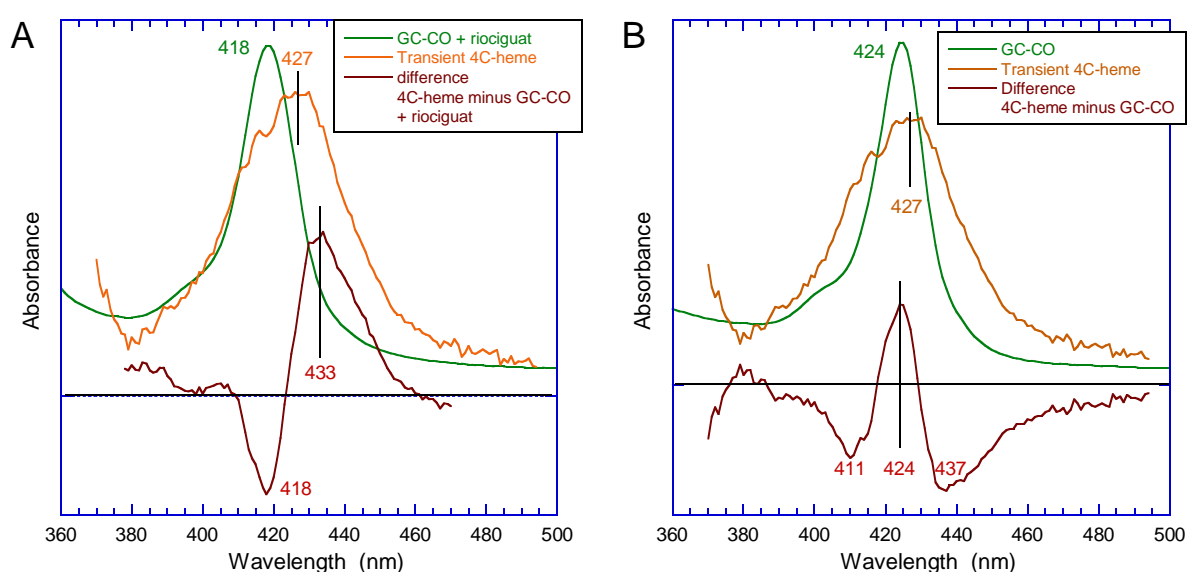 A
418
427
GC-CO + riociguat
Transient 4C-heme
difference
4C-heme minus GC-CO
+ riociguat
433
418
Absorbance
360 380 400 420 440 460 480 500
Wavelength (nm)
B
424
GC-CO
Transient 4C-heme
Difference
4C-heme minus GC-CO
427
411 424 437
Absorbance
360 380 400 420 440 460 480 500
Wavelength (nm)